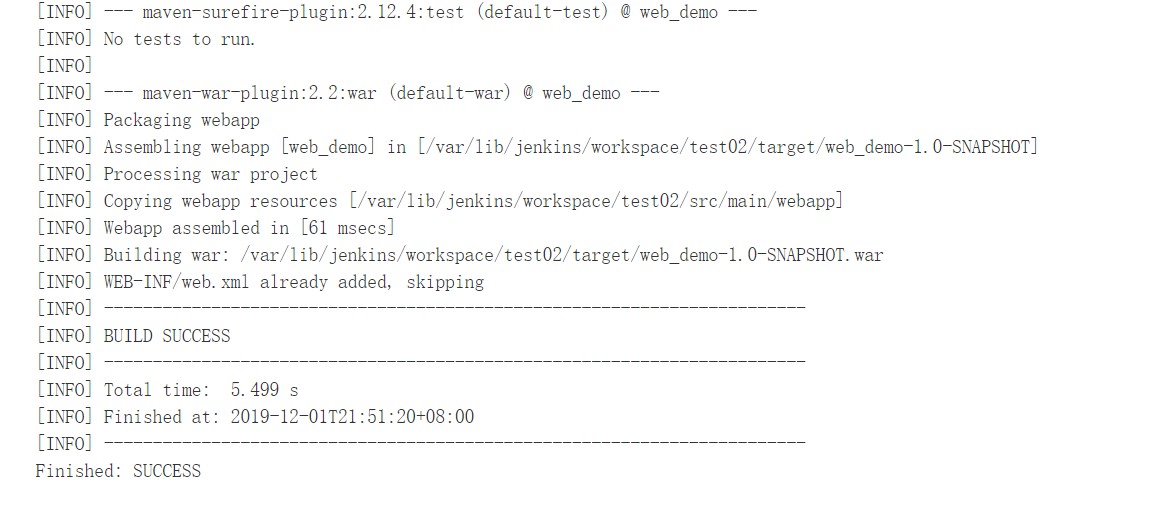 [INFO] --- maven-surefire-plugin:2.12.4:test (default-test) @ web_demo ---
[INFO] No tests to run.
[INFO]
[INFO] --- maven-war-plugin:2.2:war (default-war) @ web_demo ---
[INFO] Packaging webapp
[INFO] Assembling webapp [web_demo] in [/var/lib/jenkins/workspace/test02/target/web_demo-1.0-SNAPSHOT]
[INFO] Processing war project
[INFO] Copying webapp resources [/var/lib/jenkins/workspace/test02/src/main/webapp]
[INFO] Webapp assembled in [61 msecs]
[INFO] Building war: /var/lib/jenkins/workspace/test02/target/web_demo-1.0-SNAPSHOT.war
[INFO] WEB-INF/web.xml already added, skipping
[INFO] ------------------------------------------------------------------------
[INFO] BUILD SUCCESS
[INFO] ------------------------------------------------------------------------
[INFO] Total time:  5.499 s
[INFO] Finished at: 2019-12-01T21:51:20+08:00
[INFO] ------------------------------------------------------------------------
Finished: SUCCESS